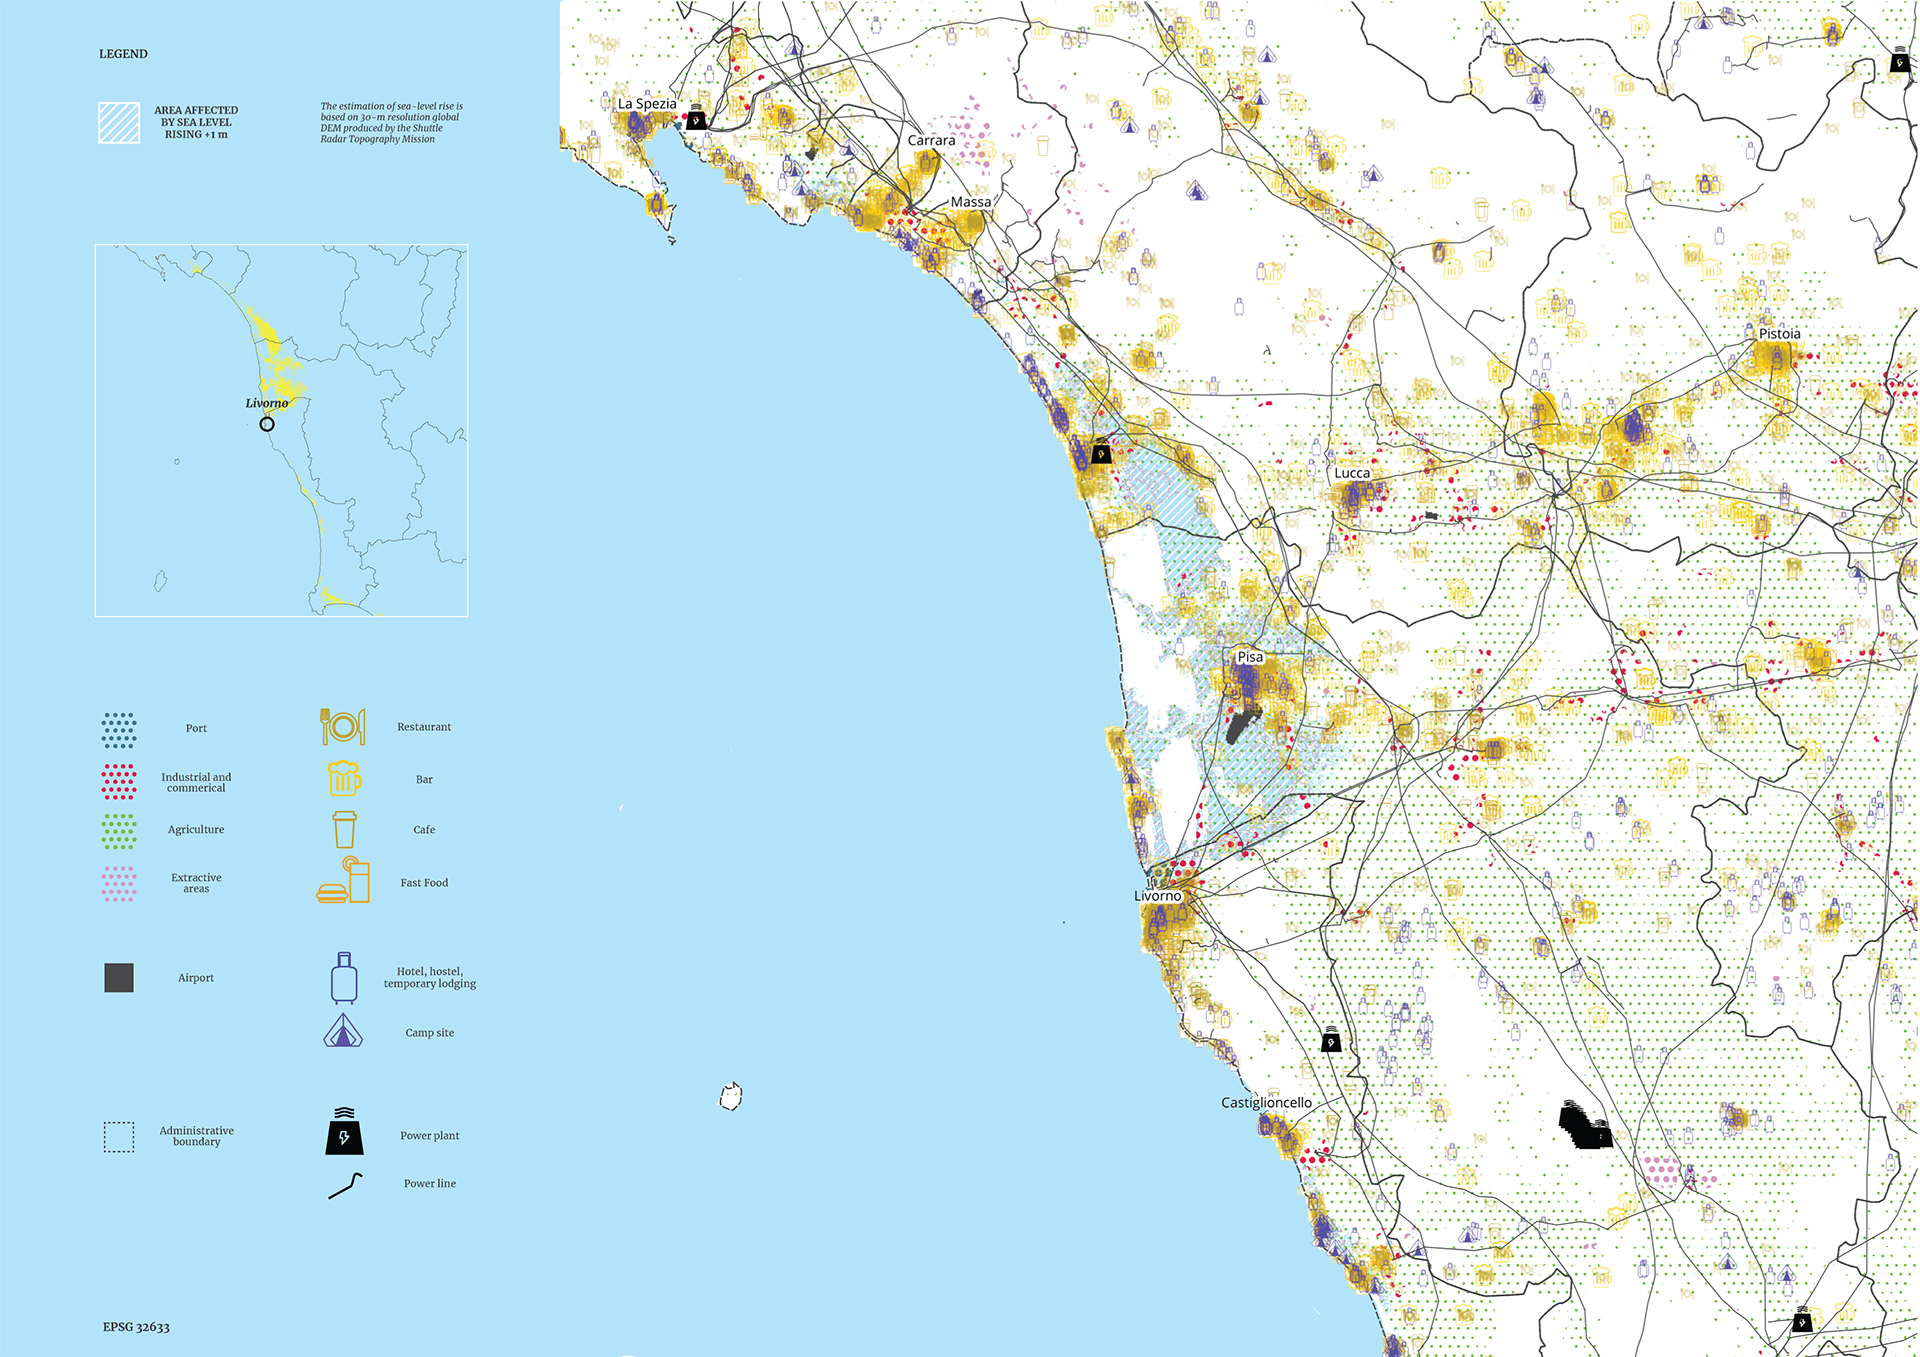 LEGEND
AREA AFFECTED
BY SEA LEVEL
RISING +1 m
The estimation of sea-level rise is
based on 30-m resolution global
DEM produced by the Shuttle
Radar Topography Mission
Livorno
Port
Restaurant
Industrial and
commerical
Bar
Agriculture
Cafe
Extractive
areas
Fast Food
Airport
Hotel, hostel,
temporary lodging
Camp site
Administrative
boundary
Power plant
Power line
EPSG 32633
La Spezia
Carrara
Massa
Pistoia
Lucca
Pisa
Livorno
Castiglioncello